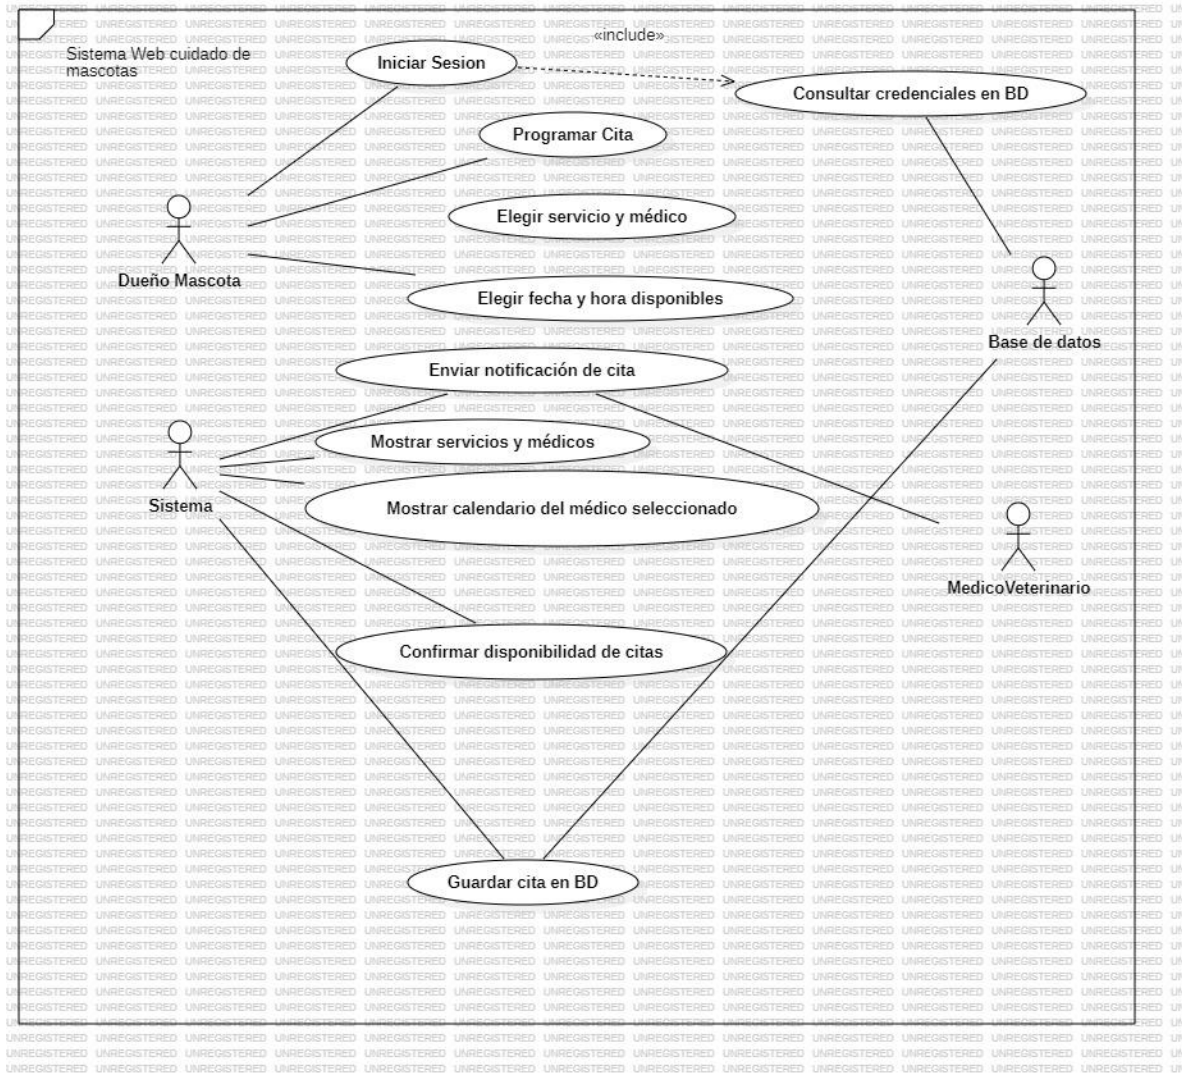 «include»
Sistema Web cuidado de
mascotas
Iniciar Sesion
Consultar credenciales en BD
Programar Cita
Elegir servicio y médico
Dueño Mascota
Elegir fecha y hora disponibles
Base de datos
Enviar notificación de cita
Mostrar servicios y médicos
Sistema
Mostrar calendario del médico seleccionado
MedicoVeterinario
Confirmar disponibilidad de citas
Guardar cita en BD
UNREGISTERED